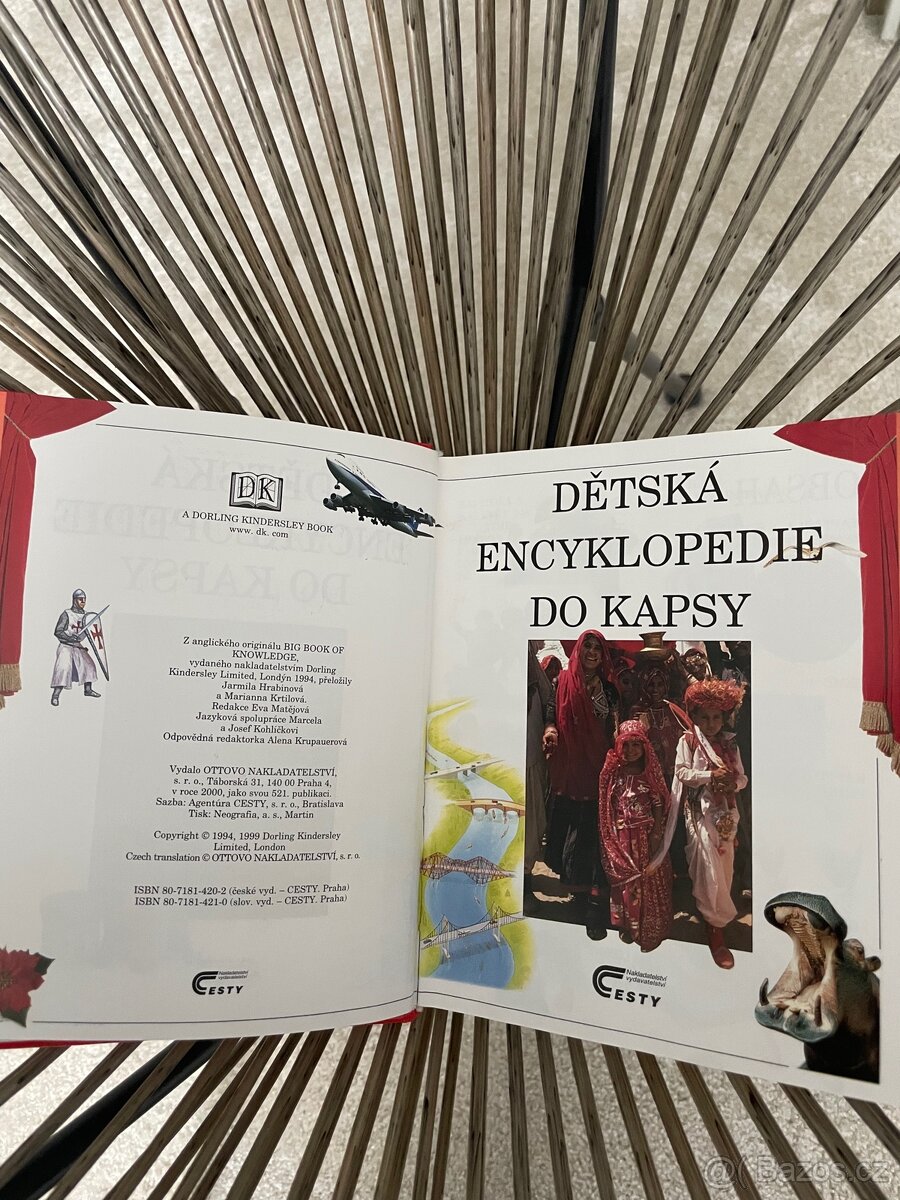 DK
A DORLING KINDERSLEY BOOK
www. dk. com
Z anglického originálu BIG BOOK OF
KNOWLEDGE,
vydaného nakladatelstvím Dorling
Kindersley Limited, Londýn 1994, přeložily
Jarmila Hrabinová
a Marianna Krtilová.
Redakce Eva Matějová
Jazyková spolupráce Marcela
a Josef Kohlíčkovi
Odpovědná redaktorka Alena Krupauerová
Vydalo OTTOVO NAKLADATELSTVÍ,
s. r. o., Táborská 31, 140 00 Praha 4,
v roce 2000, jako svou 521. publikaci.
Sazba: Agentúra CESTY, s. r. o., Bratislava
Tisk: Neografia, a. s., Martin
Copyright © 1994, 1999 Dorling Kindersley
Limited, London
Czech translation © OTTOVO NAKLADATELSTVÍ, s. r. o.
ISBN 80-7181-420-2 (české vyd. – CESTY. Praha)
ISBN 80-7181-421-0 (slov. vyd. – CESTY. Praha)
Nakladatelství
vydavatelství
CESTY
DĚTSKÁ
ENCYKLOPEDIE
DO KAPSY
Nakladatelství
vydavatelství
CESTY
Bazos.cz